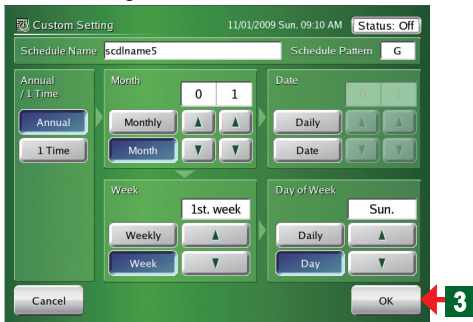 Custom Setting 11/01/2009 Sun. 09:10 AM Status: Off
Schedule Name scdlname5 Schedule Pattern G
Annual
/1 Time
Annual
1 Time
Month
0 1
Monthly
Month
Date
0 1
Daily
Date
Week
1st. week
Weekly
Week
Day of Week
Sun.
Daily
Day
Cancel OK 3